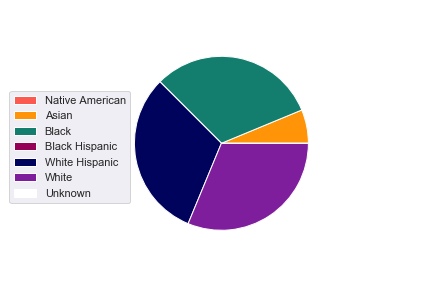 Native American
Asian
Black
Black Hispanic
White Hispanic
White
Unknown